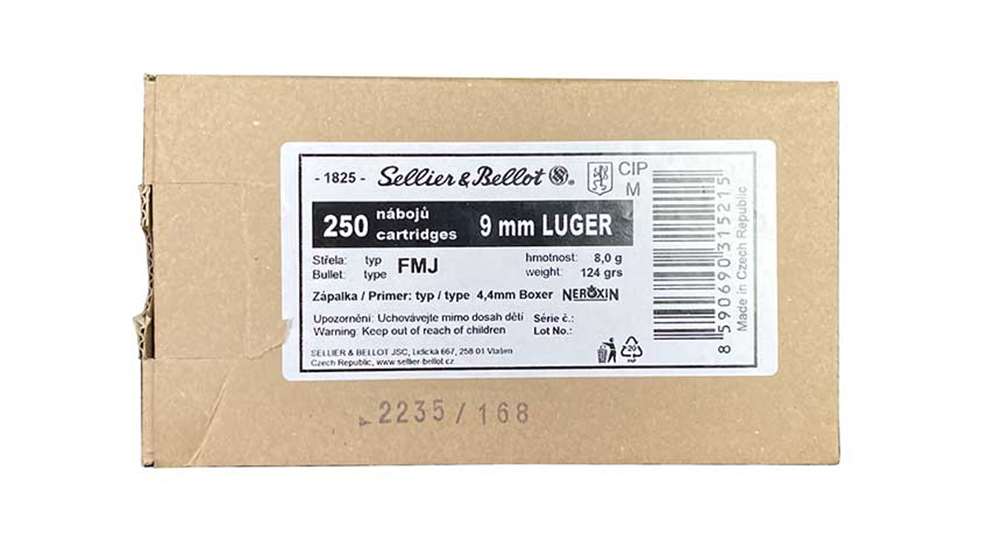 - 1825 - Sellier & Bellot SB®
CIP
M
250 nábojů
cartridges 9 mm LUGER
Střela: typ FMJ hmotnost: 8,0 g
Bullet: type weight: 124 grs
Zápalka / Primer: typ / type 4,4mm Boxer NEROXIN
Upozornění: Uchovávejte mimo dosah dětí Série č.:
Warning: Keep out of reach of children Lot No.:
SELLIER & BELLOT JSC, Lidická 667, 258 01 Vlašim
Czech Republic, www.sellier-bellot.cz
20
PAP
8 590690 315215
Made in Czech Republic
2235/168